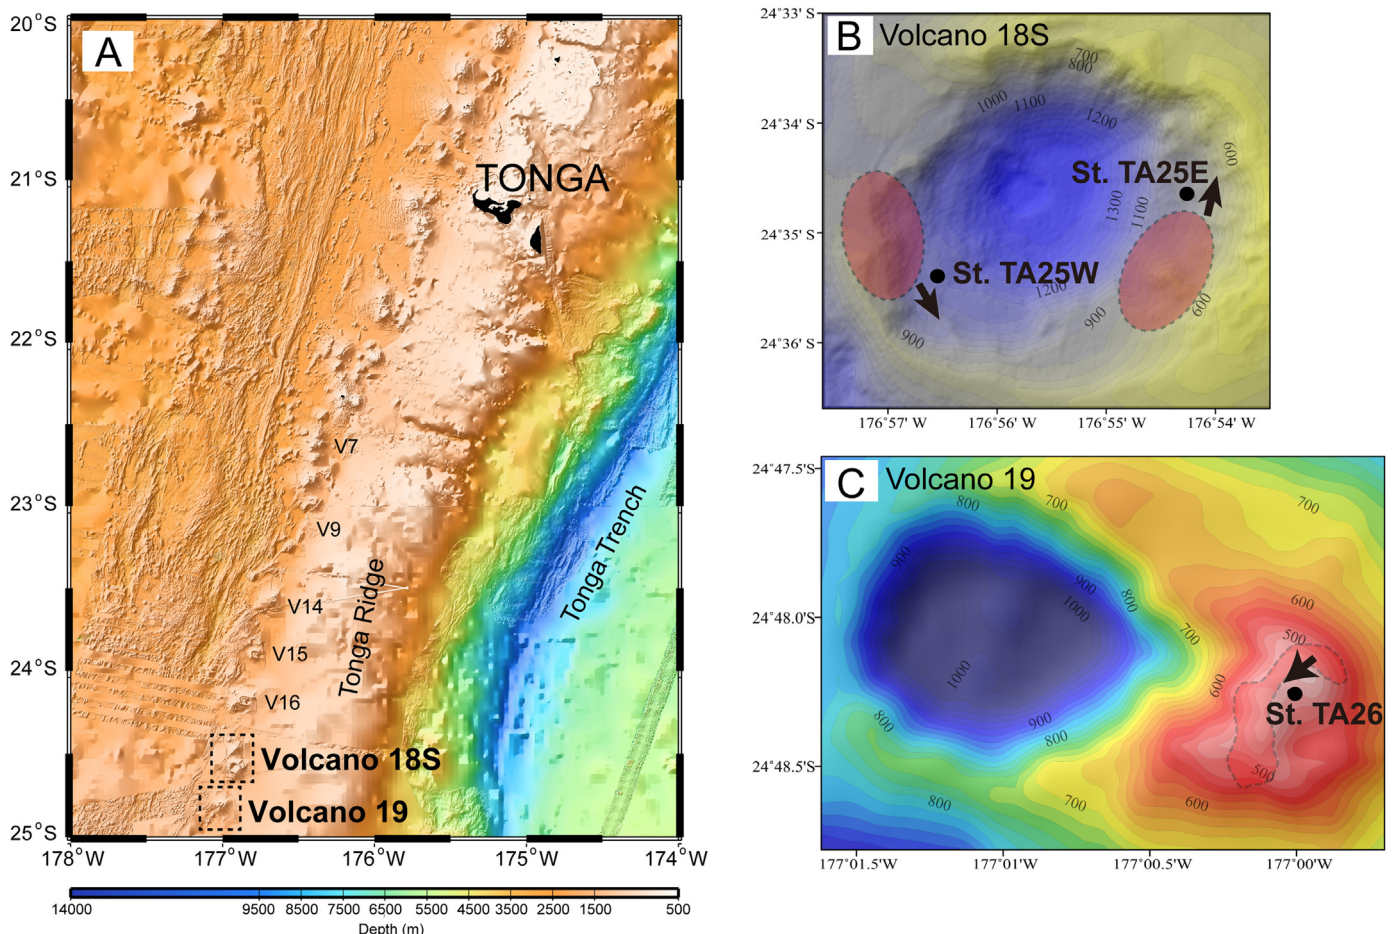 A
20°S
21°S
22°S
23°S
24°S
25°S
178°W
177°W
176°W
175°W
174°W
TONGA
V7
V9
V14
V15
V16
Tonga Ridge
Tonga Trench
Volcano 18S
Volcano 19
14000
9500
8500
7500
6500
5500
4500
3500
2500
1500
500
Depth (m)
B
Volcano 18S
24°33' S
24°34' S
24°35' S
24°36' S
176°57' W
176°56' W
176°55' W
176°54' W
700
800
1000
1100
1200
600
St. TA25E
1300
1100
St. TA25W
1200
900
600
900
C
Volcano 19
24°47.5'S
24°48.0'S
24°48.5'S
177°01.5'W
177°01'W
177°00.5'W
177°00'W
800
700
700
900
900
1000
800
600
700
500
600
1000
St. TA26
900
800
800
500
800
700
600